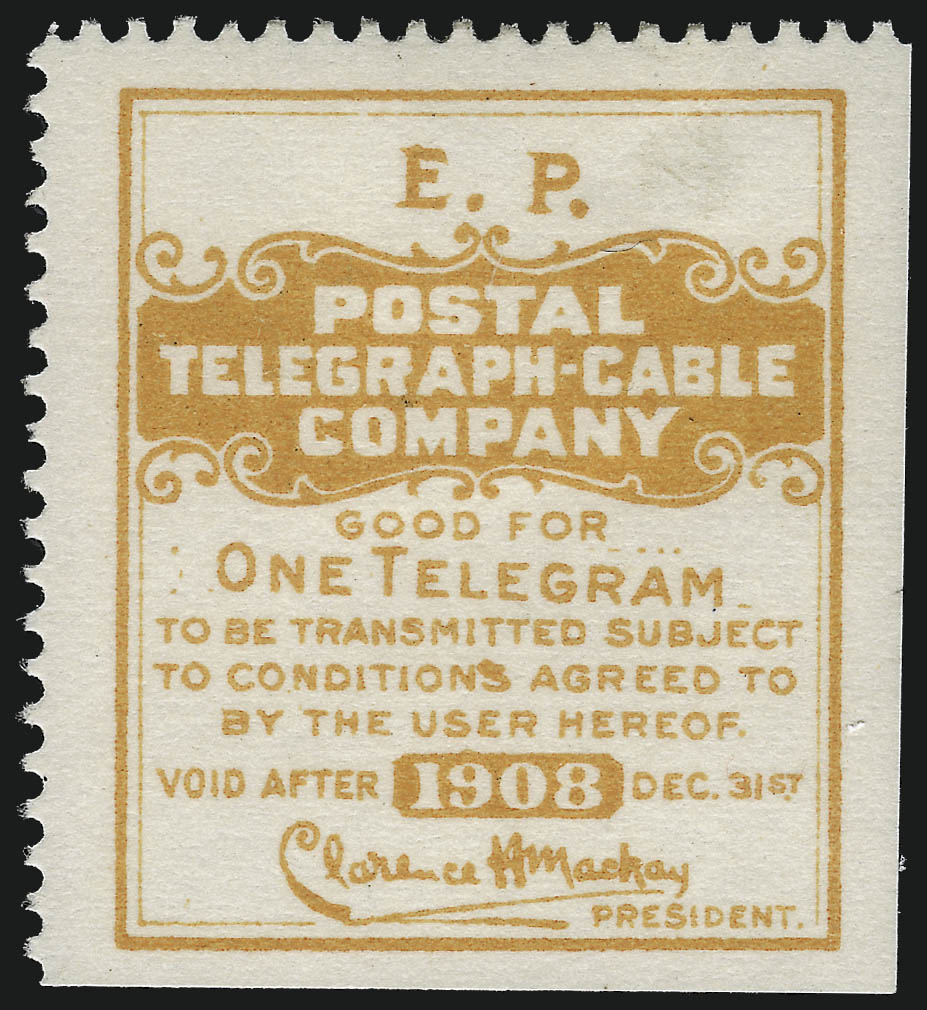 E. P.
POSTAL
TELEGRAPH-CABLE
COMPANY
GOOD FOR
ONE TELEGRAM
TO BE TRANSMITTED SUBJECT
TO CONDITIONS AGREED TO
BY THE USER HEREOF.
VOID AFTER 1908 DEC. 31ST
Clarence H Mackay
PRESIDENT.